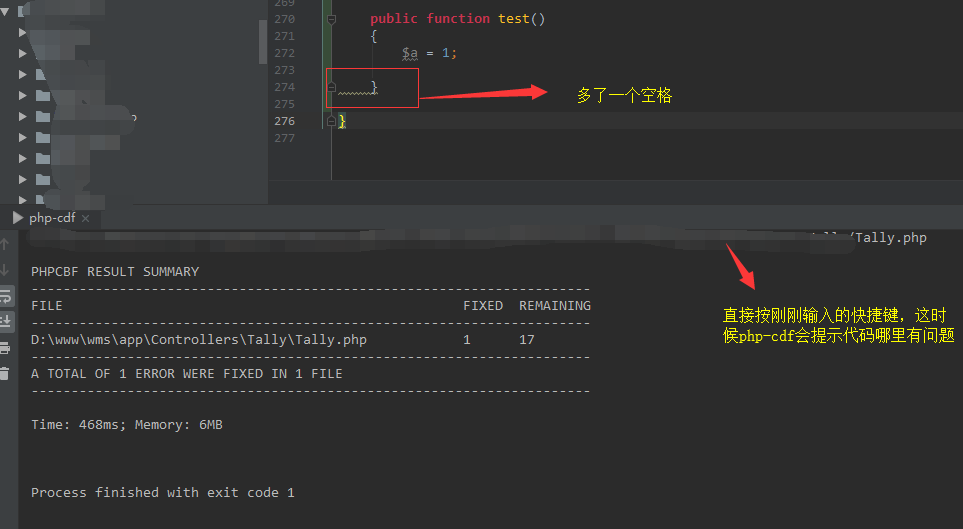 269
270 public function test()
271 {
272 $a = 1;
273
274 }
275
276 }
277
多了一个空格
php-cdf
/Tally.php
直接按刚刚输入的快捷键，这时
候php-cdf会提示代码哪里有问题
PHPCBF RESULT SUMMARY
----------------------------------------------------------------------
FILE FIXED REMAINING
----------------------------------------------------------------------
D:\www\wms\app\Controllers\Tally\Tally.php 1 17
----------------------------------------------------------------------
A TOTAL OF 1 ERROR WERE FIXED IN 1 FILE
----------------------------------------------------------------------
Time: 468ms; Memory: 6MB
Process finished with exit code 1